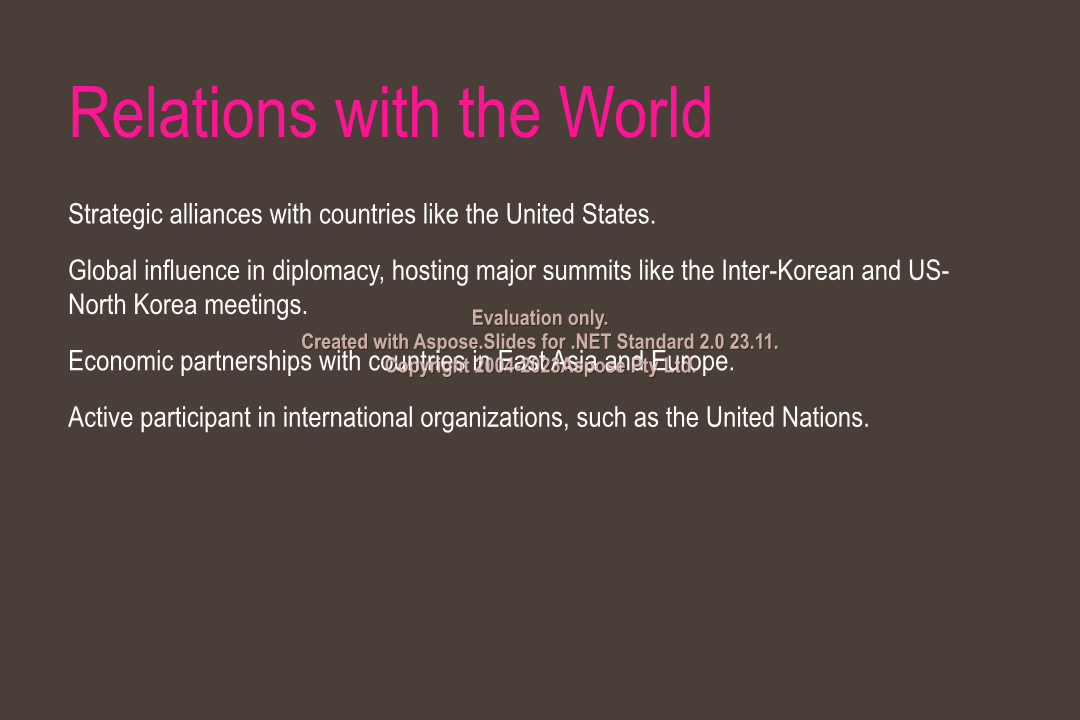 Relations with the World
Strategic alliances with countries like the United States.
Global influence in diplomacy, hosting major summits like the Inter-Korean and US-
North Korea meetings.
Evaluation only.
Created with Aspose.Slides for .NET Standard 2.0 23.11.
Economic partnerships with countries in East Asia and Europe.
Copyright 2004-2023Aspose Pty Ltd.
Active participant in international organizations, such as the United Nations.